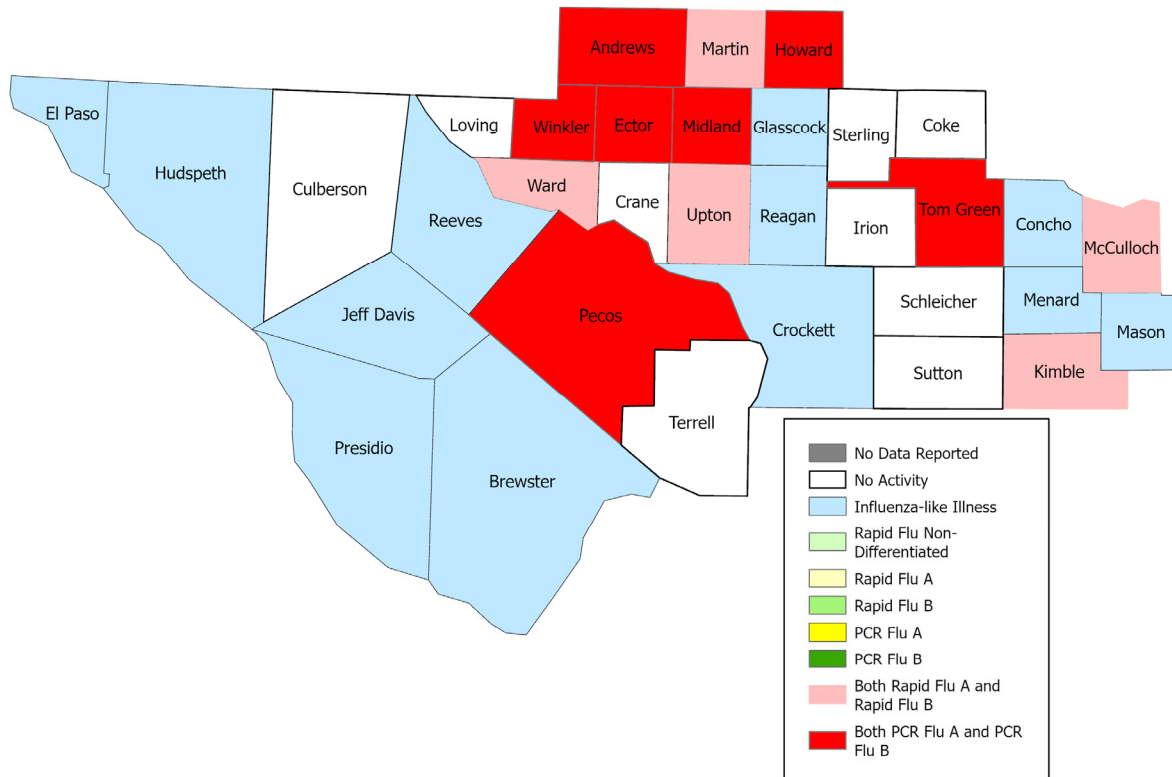 Andrews
Martin
Howard
El Paso
Loving
Winkler
Ector
Midland
Glasscock
Sterling
Coke
Hudspeth
Culberson
Ward
Crane
Upton
Reagan
Irion
Tom Green
Concho
McCulloch
Reeves
Jeff Davis
Pecos
Crockett
Schleicher
Menard
Mason
Sutton
Kimble
Terrell
Presidio
Brewster
No Data Reported
No Activity
Influenza-like Illness
Rapid Flu Non-
Differentiated
Rapid Flu A
Rapid Flu B
PCR Flu A
PCR Flu B
Both Rapid Flu A and
Rapid Flu B
Both PCR Flu A and PCR
Flu B